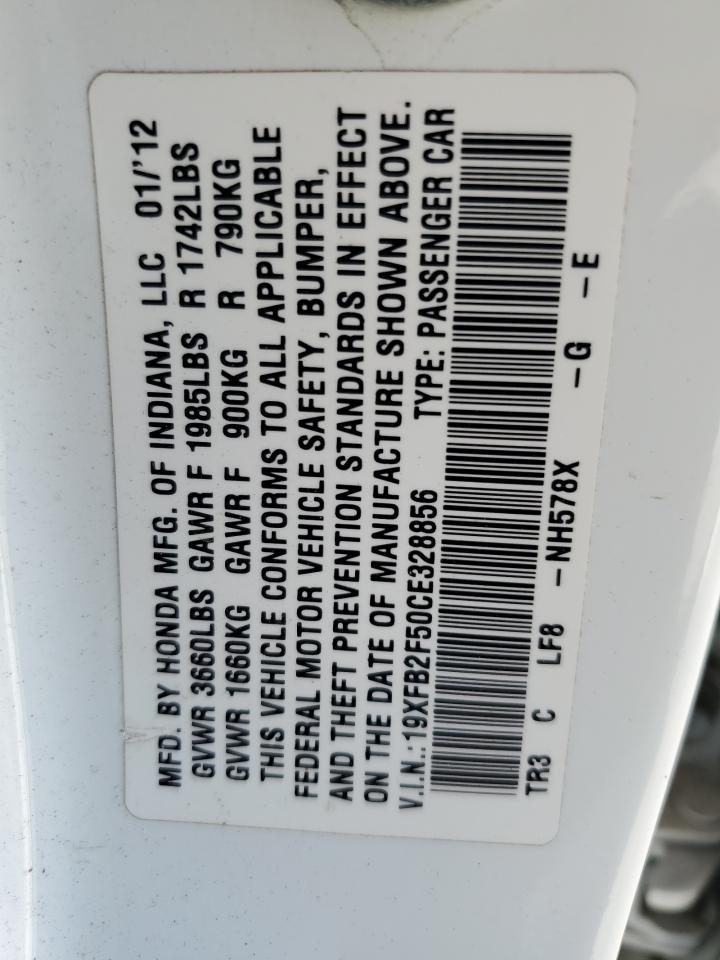 MFD. BY HONDA MFG. OF INDIANA, LLC 01/'12
GVWR 3660LBS GAWR F 1985LBS R 1742LBS
GVWR 1660KG GAWR F 900KG R 790KG
THIS VEHICLE CONFORMS TO ALL APPLICABLE
FEDERAL MOTOR VEHICLE SAFETY, BUMPER,
AND THEFT PREVENTION STANDARDS IN EFFECT
ON THE DATE OF MANUFACTURE SHOWN ABOVE.
V.I.N.:19XFB2F50CE328856 TYPE: PASSENGER CAR
TR3 C LF8 -NH578X -G -E